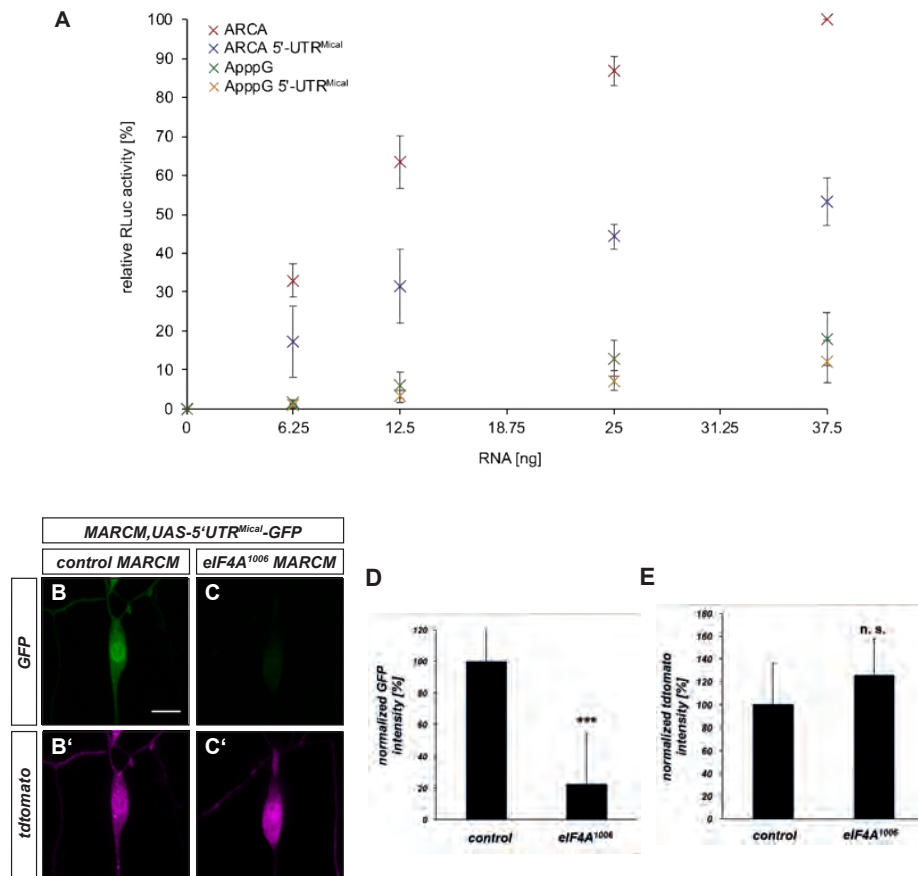 A
relative RLuc activity [%]
100
90
80
70
60
50
40
30
20
10
0
ARCA
ARCA 5'-UTR^Mical
ApppG
ApppG 5'-UTR^Mical
0 6.25 12.5 18.75 25 31.25 37.5
RNA [ng]
MARCM,UAS-5'UTR^Mical-GFP
control MARCM eIF4A^1006 MARCM
GFP
B C
tdtomato
B' C'
D
normalized GFP
intensity [%]
120
100
80
60
40
20
0
***
control eIF4A^1006
E
normalized tdtomato
intensity [%]
180
160
140
120
100
80
60
40
20
0
n. s.
control eIF4A^1006